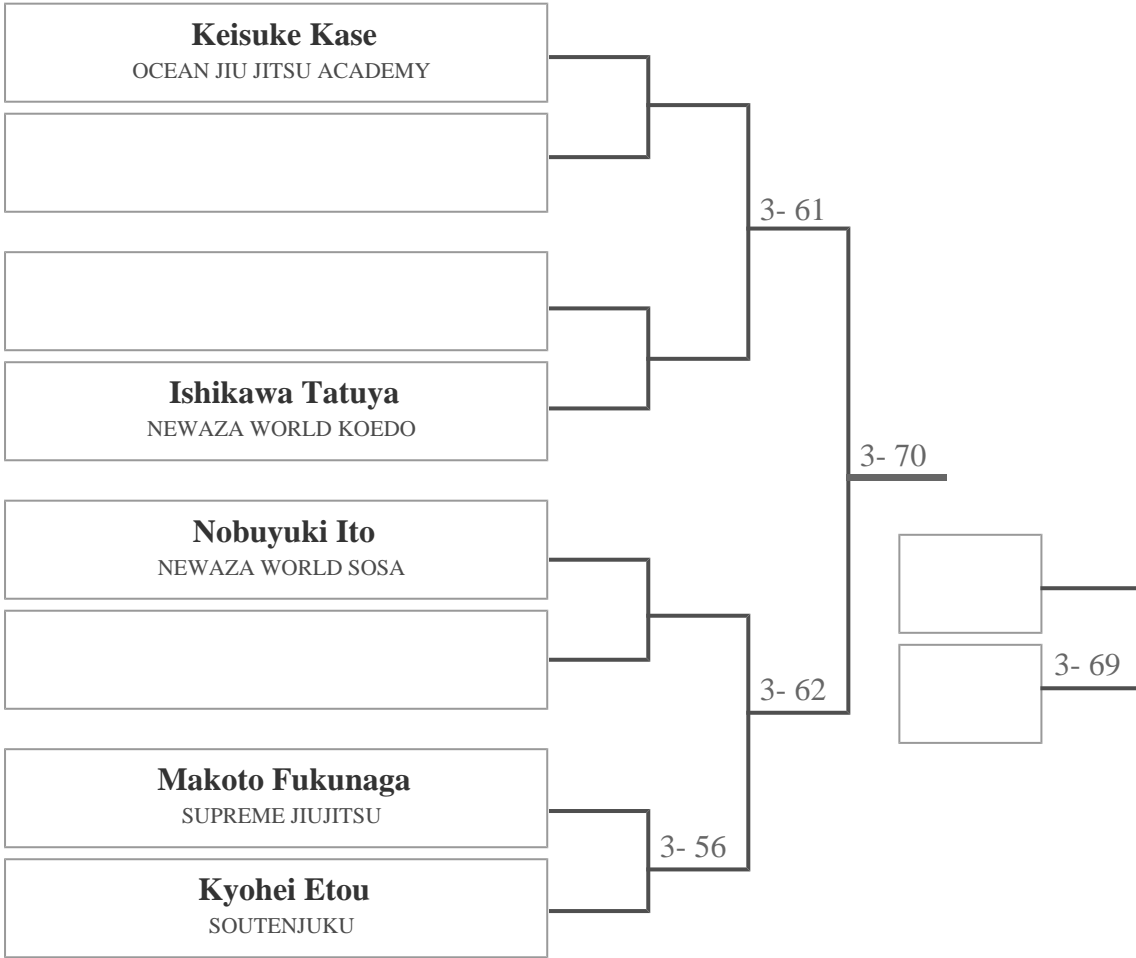 Keisuke Kase
OCEAN JIU JITSU ACADEMY
3- 61
Ishikawa Tatuya
NEWAZA WORLD KOEDO
3- 70
Nobuyuki Ito
NEWAZA WORLD SOSA
3- 69
3- 62
Makoto Fukunaga
SUPREME JIUJITSU
3- 56
Kyohei Etou
SOUTENJUKU